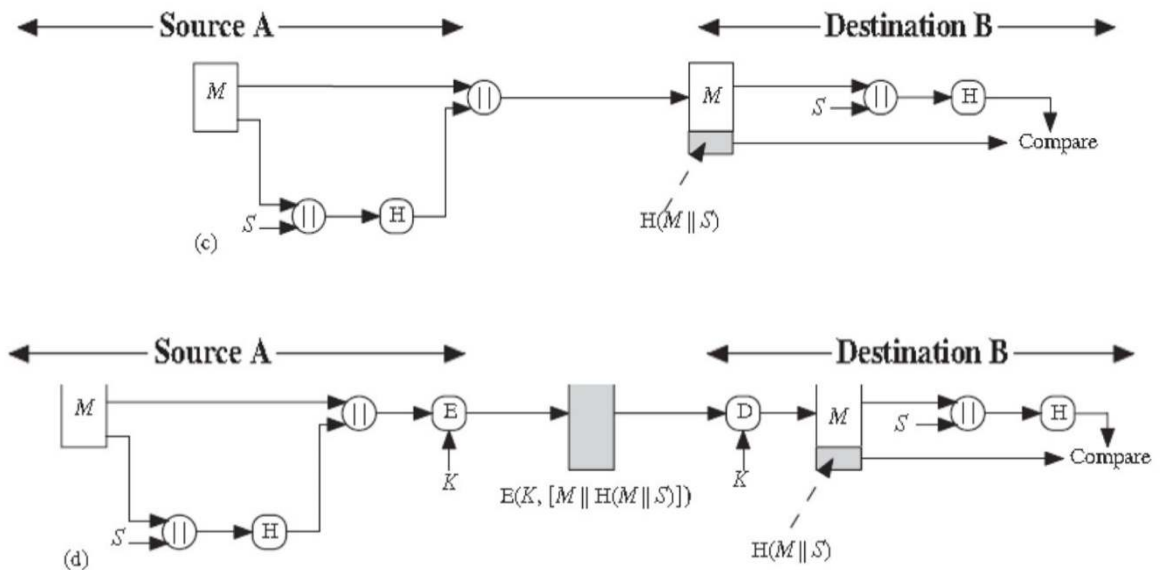 Source A
Destination B
M
||
M
S
||
H
Compare
S
||
H
H(M || S)
(c)
Source A
Destination B
M
||
E
D
M
S
||
H
K
K
Compare
E(K, [M || H(M || S)])
S
||
H
H(M || S)
(d)